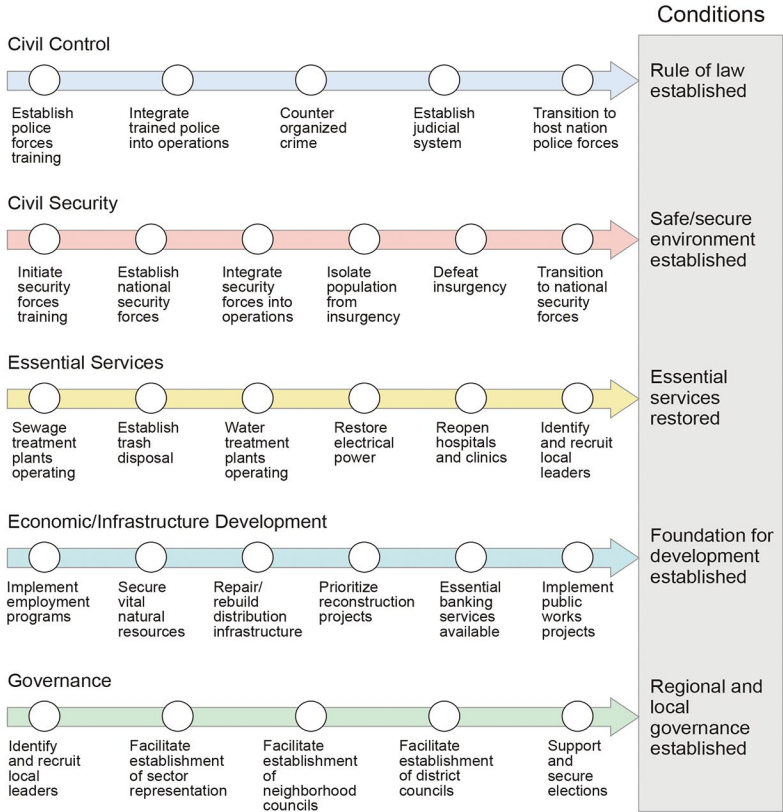 Conditions
Civil Control
Establish
police
forces
training
Integrate
trained police
into operations
Counter
organized
crime
Establish
judicial
system
Transition to
host nation
police forces
Rule of law
established
Civil Security
Initiate
security
forces
training
Establish
national
security
forces
Integrate
security
forces into
operations
Isolate
population
from
insurgency
Defeat
insurgency
Transition
to national
security
forces
Safe/secure
environment
established
Essential Services
Sewage
treatment
plants
operating
Establish
trash
disposal
Water
treatment
plants
operating
Restore
electrical
power
Reopen
hospitals
and clinics
Identify
and recruit
local
leaders
Essential
services
restored
Economic/Infrastructure Development
Implement
employment
programs
Secure
vital
natural
resources
Repair/
rebuild
distribution
infrastructure
Prioritize
reconstruction
projects
Essential
banking
services
available
Implement
public
works
projects
Foundation for
development
established
Governance
Identify
and recruit
local
leaders
Facilitate
establishment
of sector
representation
Facilitate
establishment
of
neighborhood
councils
Facilitate
establishment
of district
councils
Support
and
secure
elections
Regional and
local
governance
established